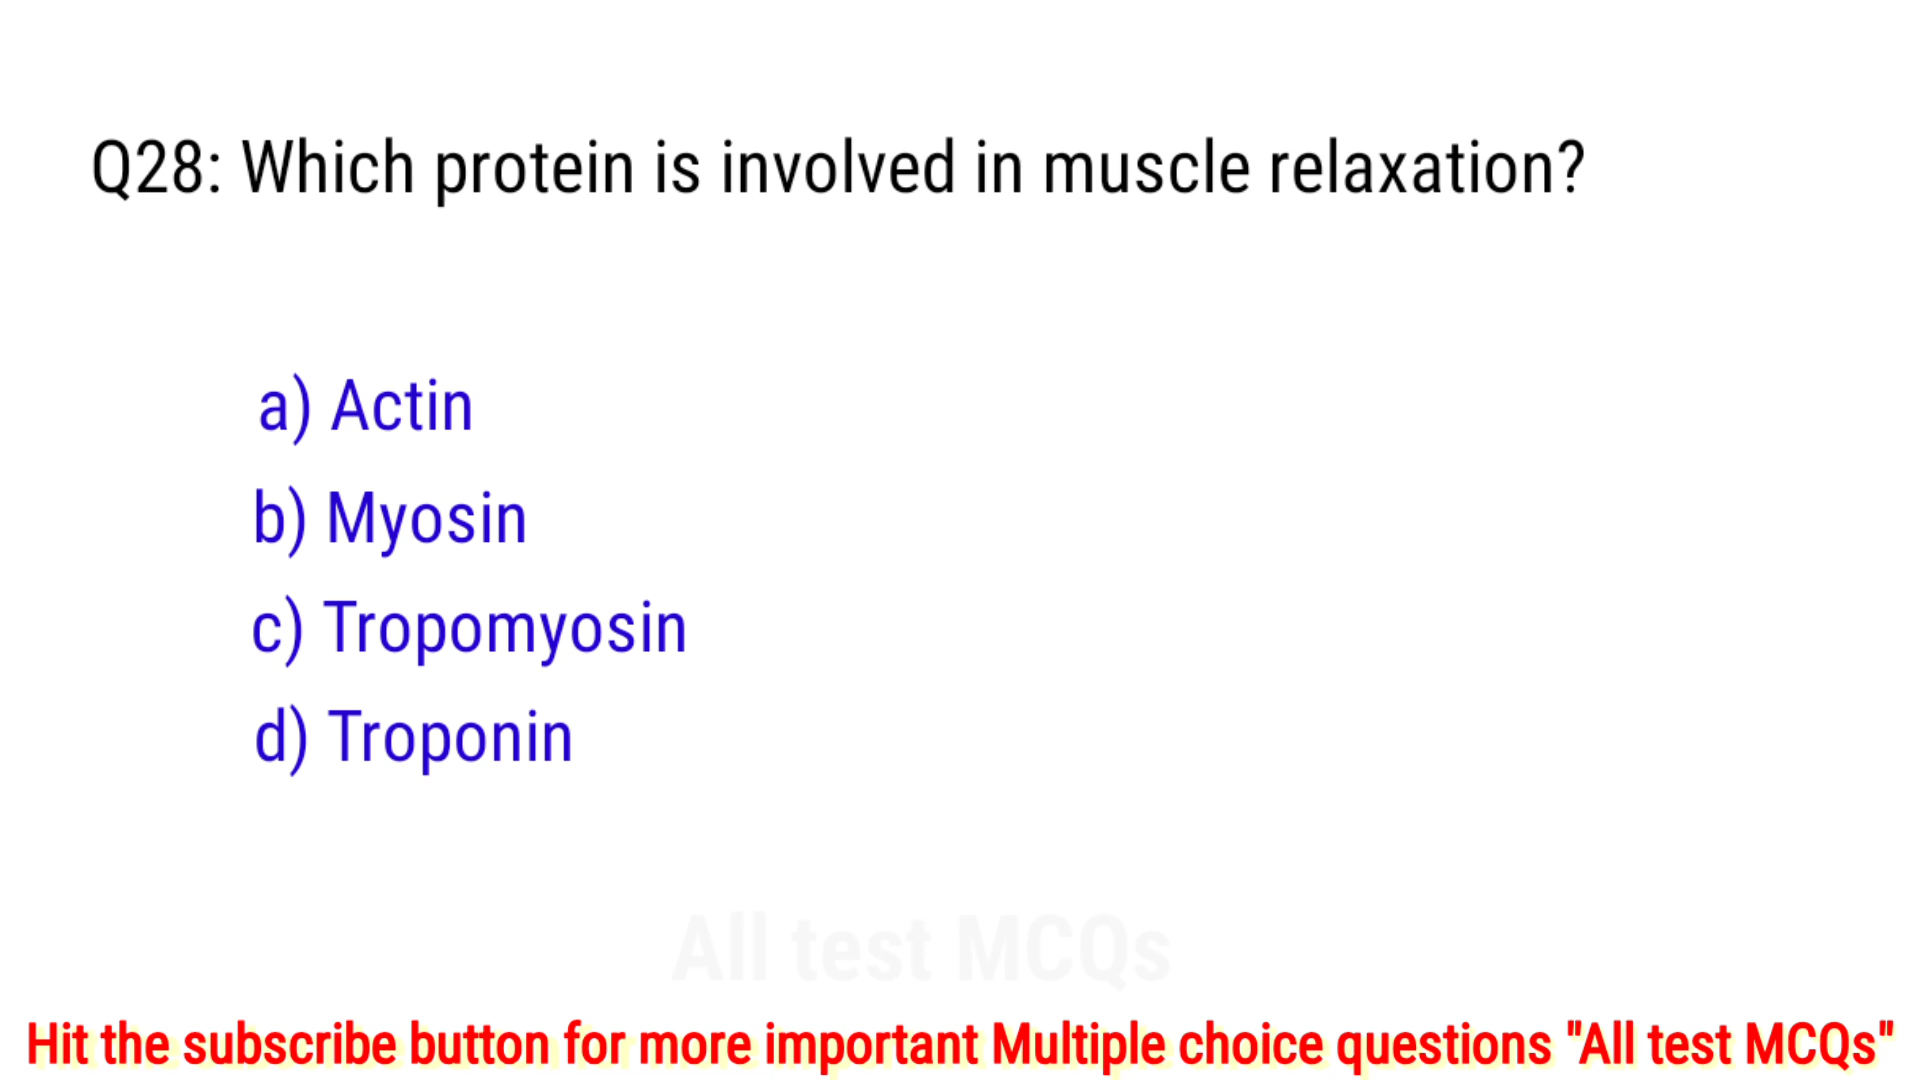 Q28: Which protein is involved in muscle relaxation?
a) Actin
b) Myosin
c) Tropomyosin
d) Troponin
All test MCQs
Hit the subscribe button for more important Multiple choice questions "All test MCQs"